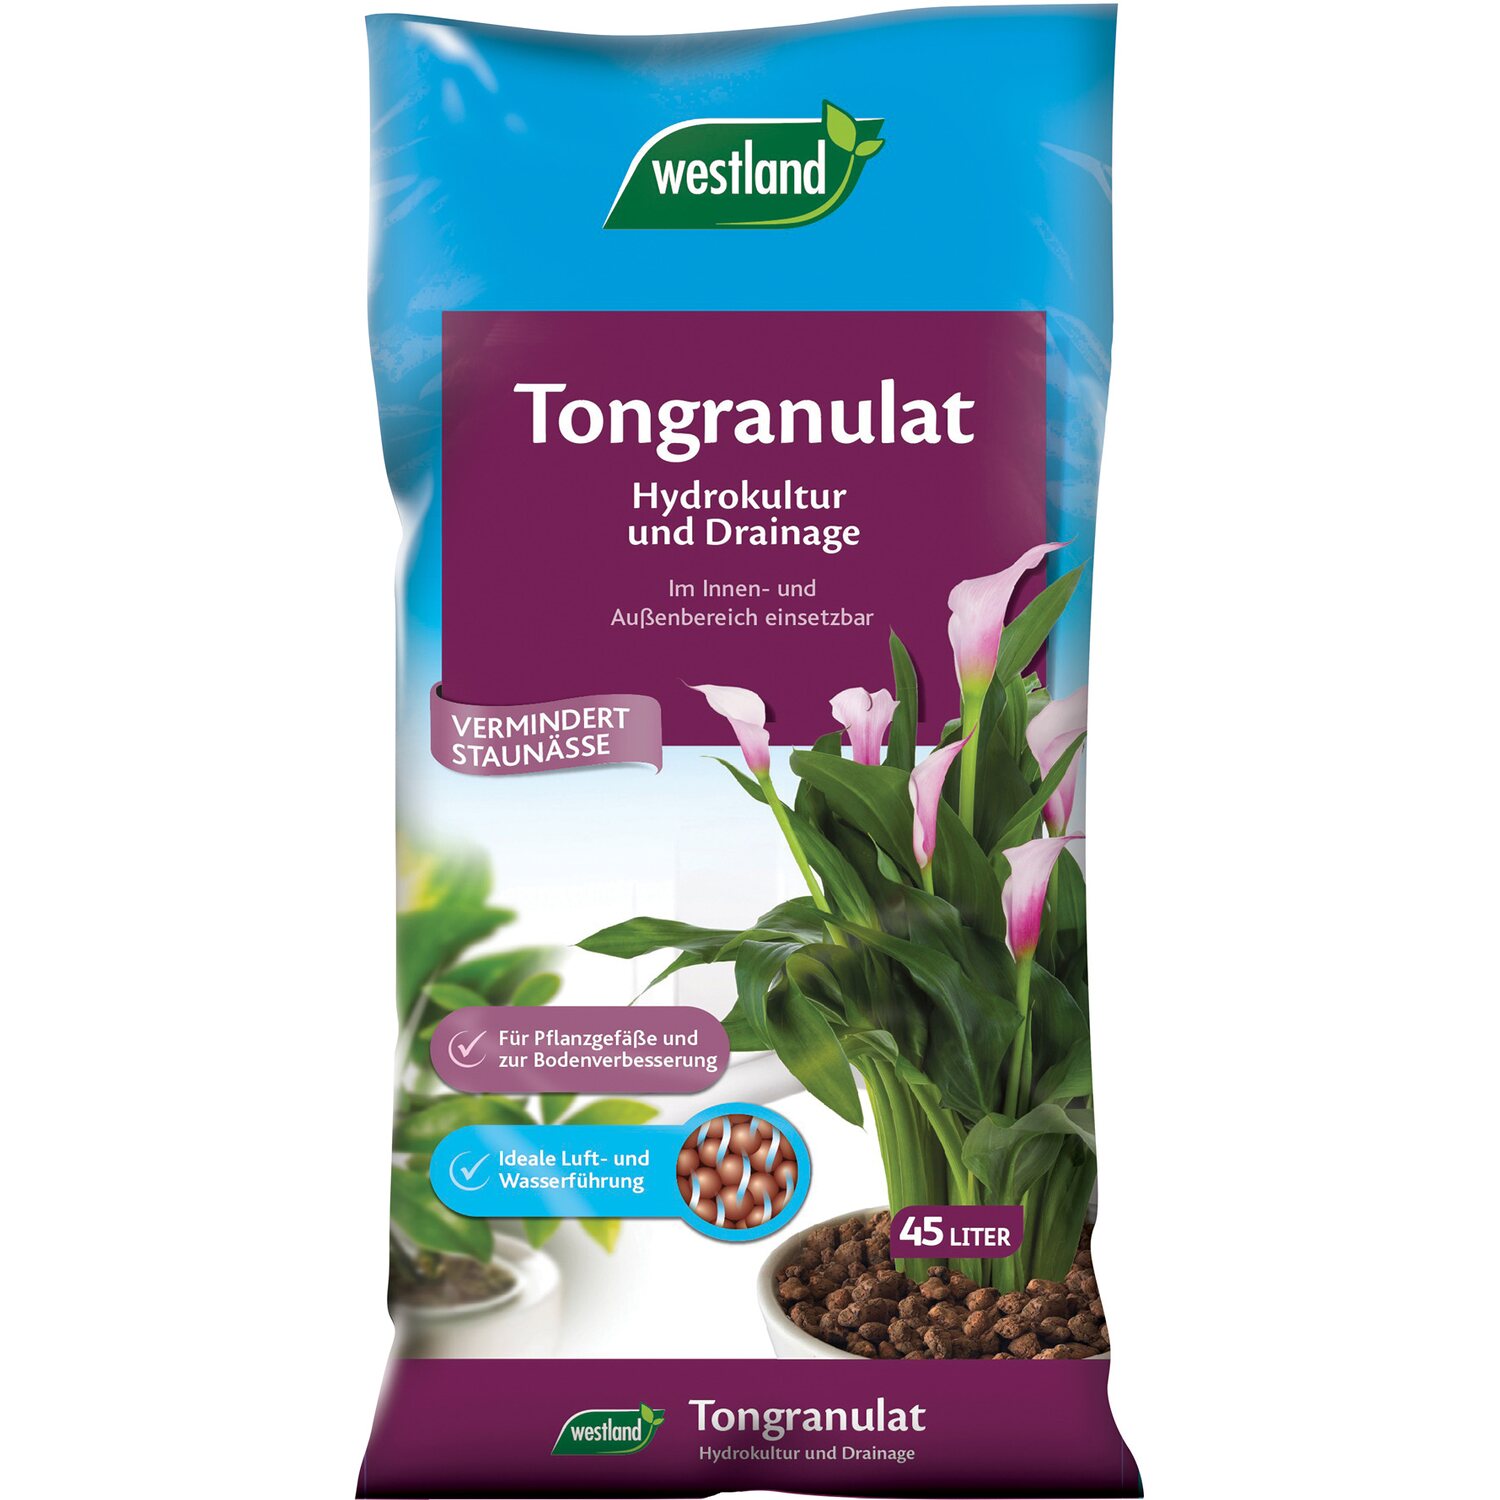 westland
Tongranulat
Hydrokultur
und Drainage
Im Innen- und
Außenbereich einsetzbar
VERMINDERT
STAUNÄSSE
Für Pflanzgefäße und
zur Bodenverbesserung
Ideale Luft- und
Wasserführung
45 LITER
westland
Tongranulat
Hydrokultur und Drainage